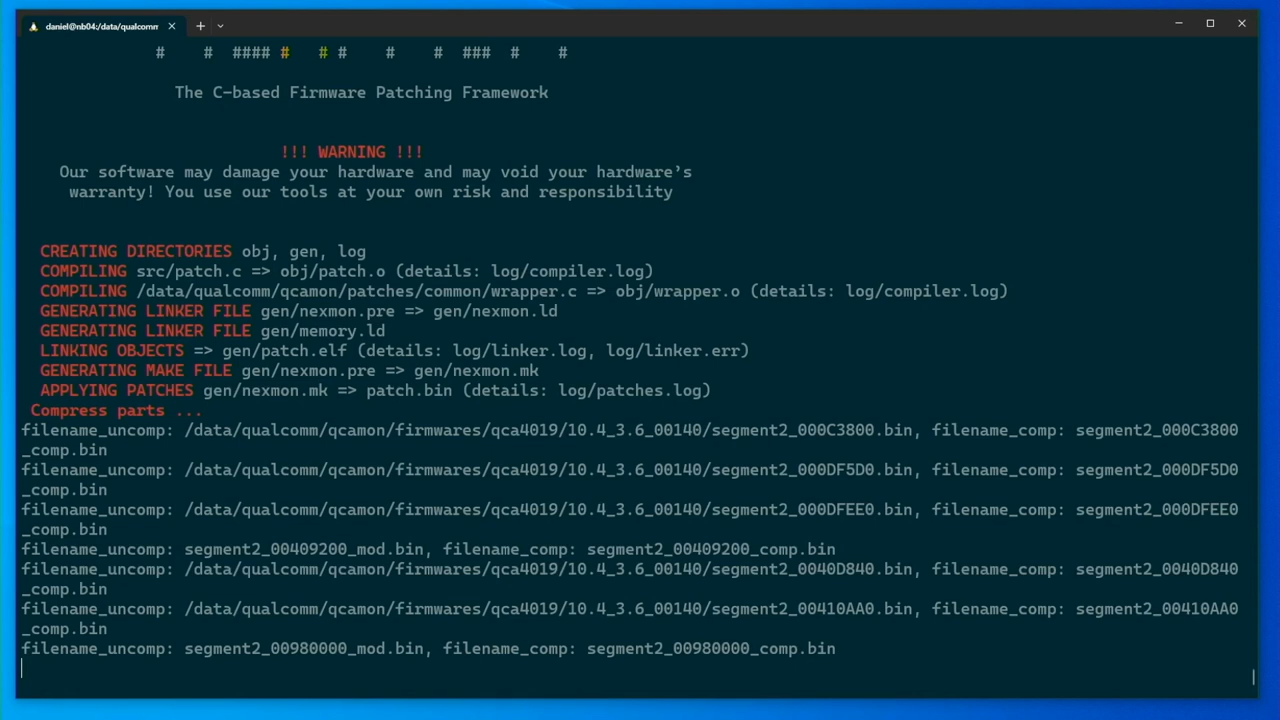 daniel@nb04:/data/qualcomm
# # #### # # # # # ### # #
The C-based Firmware Patching Framework
!!! WARNING !!!
Our software may damage your hardware and may void your hardware’s
warranty! You use our tools at your own risk and responsibility
CREATING DIRECTORIES obj, gen, log
COMPILING src/patch.c => obj/patch.o (details: log/compiler.log)
COMPILING /data/qualcomm/qcamon/patches/common/wrapper.c => obj/wrapper.o (details: log/compiler.log)
GENERATING LINKER FILE gen/nexmon.pre => gen/nexmon.ld
GENERATING LINKER FILE gen/memory.ld
LINKING OBJECTS => gen/patch.elf (details: log/linker.log, log/linker.err)
GENERATING MAKE FILE gen/nexmon.pre => gen/nexmon.mk
APPLYING PATCHES gen/nexmon.mk => patch.bin (details: log/patches.log)
Compress parts ...
filename_uncomp: /data/qualcomm/qcamon/firmwares/qca4019/10.4_3.6_00140/segment2_000C3800.bin, filename_comp: segment2_000C3800
_comp.bin
filename_uncomp: /data/qualcomm/qcamon/firmwares/qca4019/10.4_3.6_00140/segment2_000DF5D0.bin, filename_comp: segment2_000DF5D0
_comp.bin
filename_uncomp: /data/qualcomm/qcamon/firmwares/qca4019/10.4_3.6_00140/segment2_000DFEE0.bin, filename_comp: segment2_000DFEE0
_comp.bin
filename_uncomp: segment2_00409200_mod.bin, filename_comp: segment2_00409200_comp.bin
filename_uncomp: /data/qualcomm/qcamon/firmwares/qca4019/10.4_3.6_00140/segment2_0040D840.bin, filename_comp: segment2_0040D840
_comp.bin
filename_uncomp: /data/qualcomm/qcamon/firmwares/qca4019/10.4_3.6_00140/segment2_00410AA0.bin, filename_comp: segment2_00410AA0
_comp.bin
filename_uncomp: segment2_00980000_mod.bin, filename_comp: segment2_00980000_comp.bin